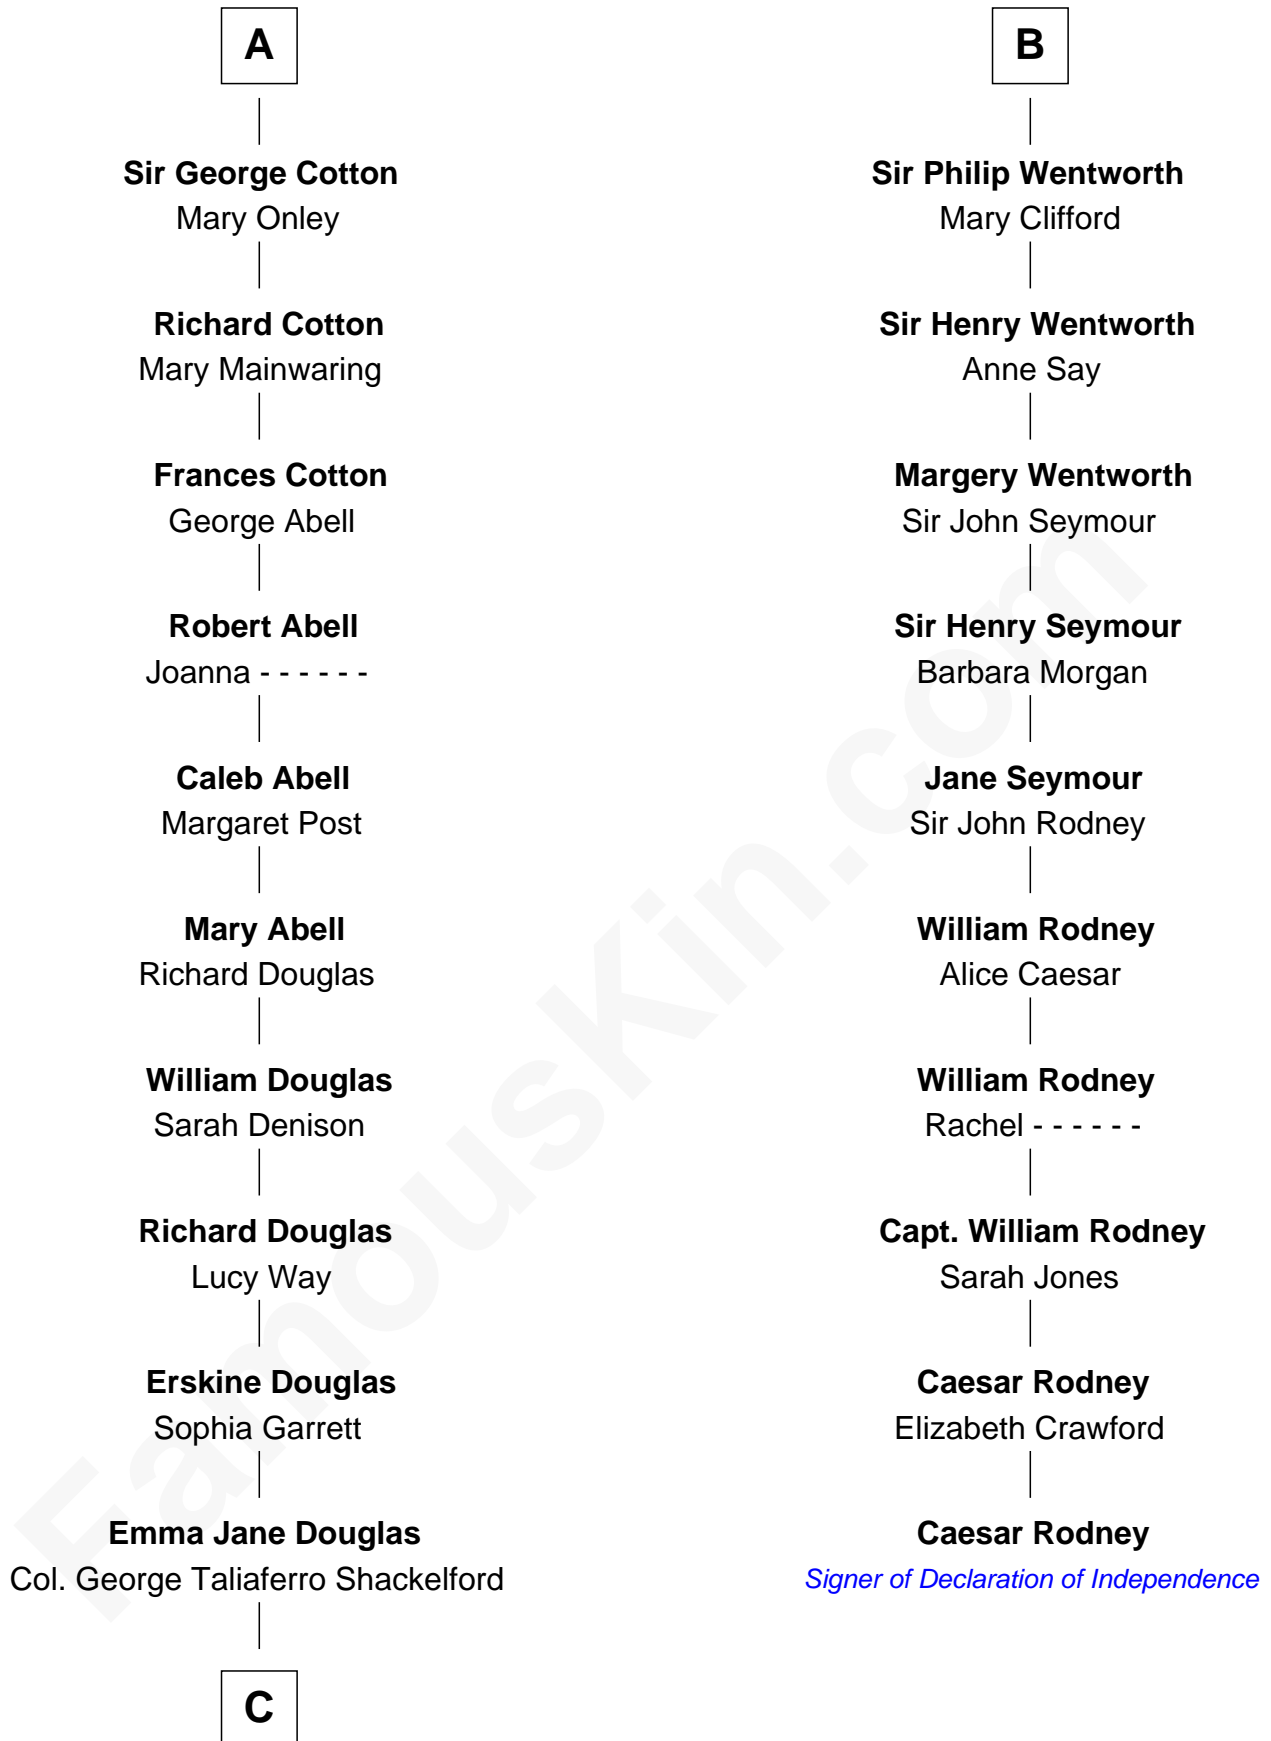 A
Sir George Cotton
Mary Onley
Richard Cotton
Mary Mainwaring
Frances Cotton
George Abell
Robert Abell
Joanna - - - - - -
Caleb Abell
Margaret Post
Mary Abell
Richard Douglas
William Douglas
Sarah Denison
Richard Douglas
Lucy Way
Erskine Douglas
Sophia Garrett
Emma Jane Douglas
Col. George Taliaferro Shackelford
C
B
Sir Philip Wentworth
Mary Clifford
Sir Henry Wentworth
Anne Say
Margery Wentworth
Sir John Seymour
Sir Henry Seymour
Barbara Morgan
Jane Seymour
Sir John Rodney
William Rodney
Alice Caesar
William Rodney
Rachel - - - - - -
Capt. William Rodney
Sarah Jones
Caesar Rodney
Elizabeth Crawford
Caesar Rodney
Signer of Declaration of Independence
FamousKin.com